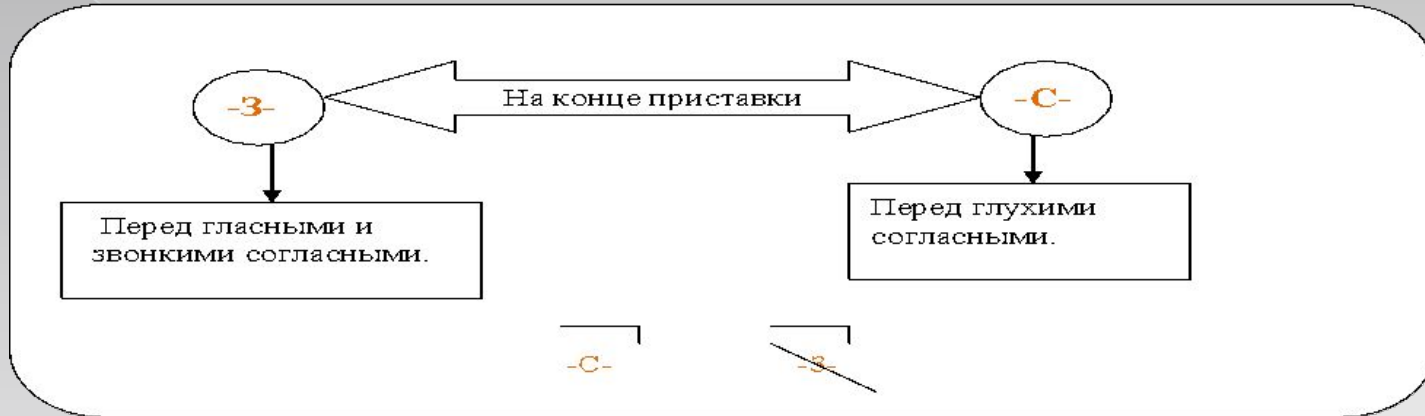 -З-
На конце приставки
-С-
Перед гласными и
звонкими согласными.
Перед глухими
согласными.
-С-
-З-